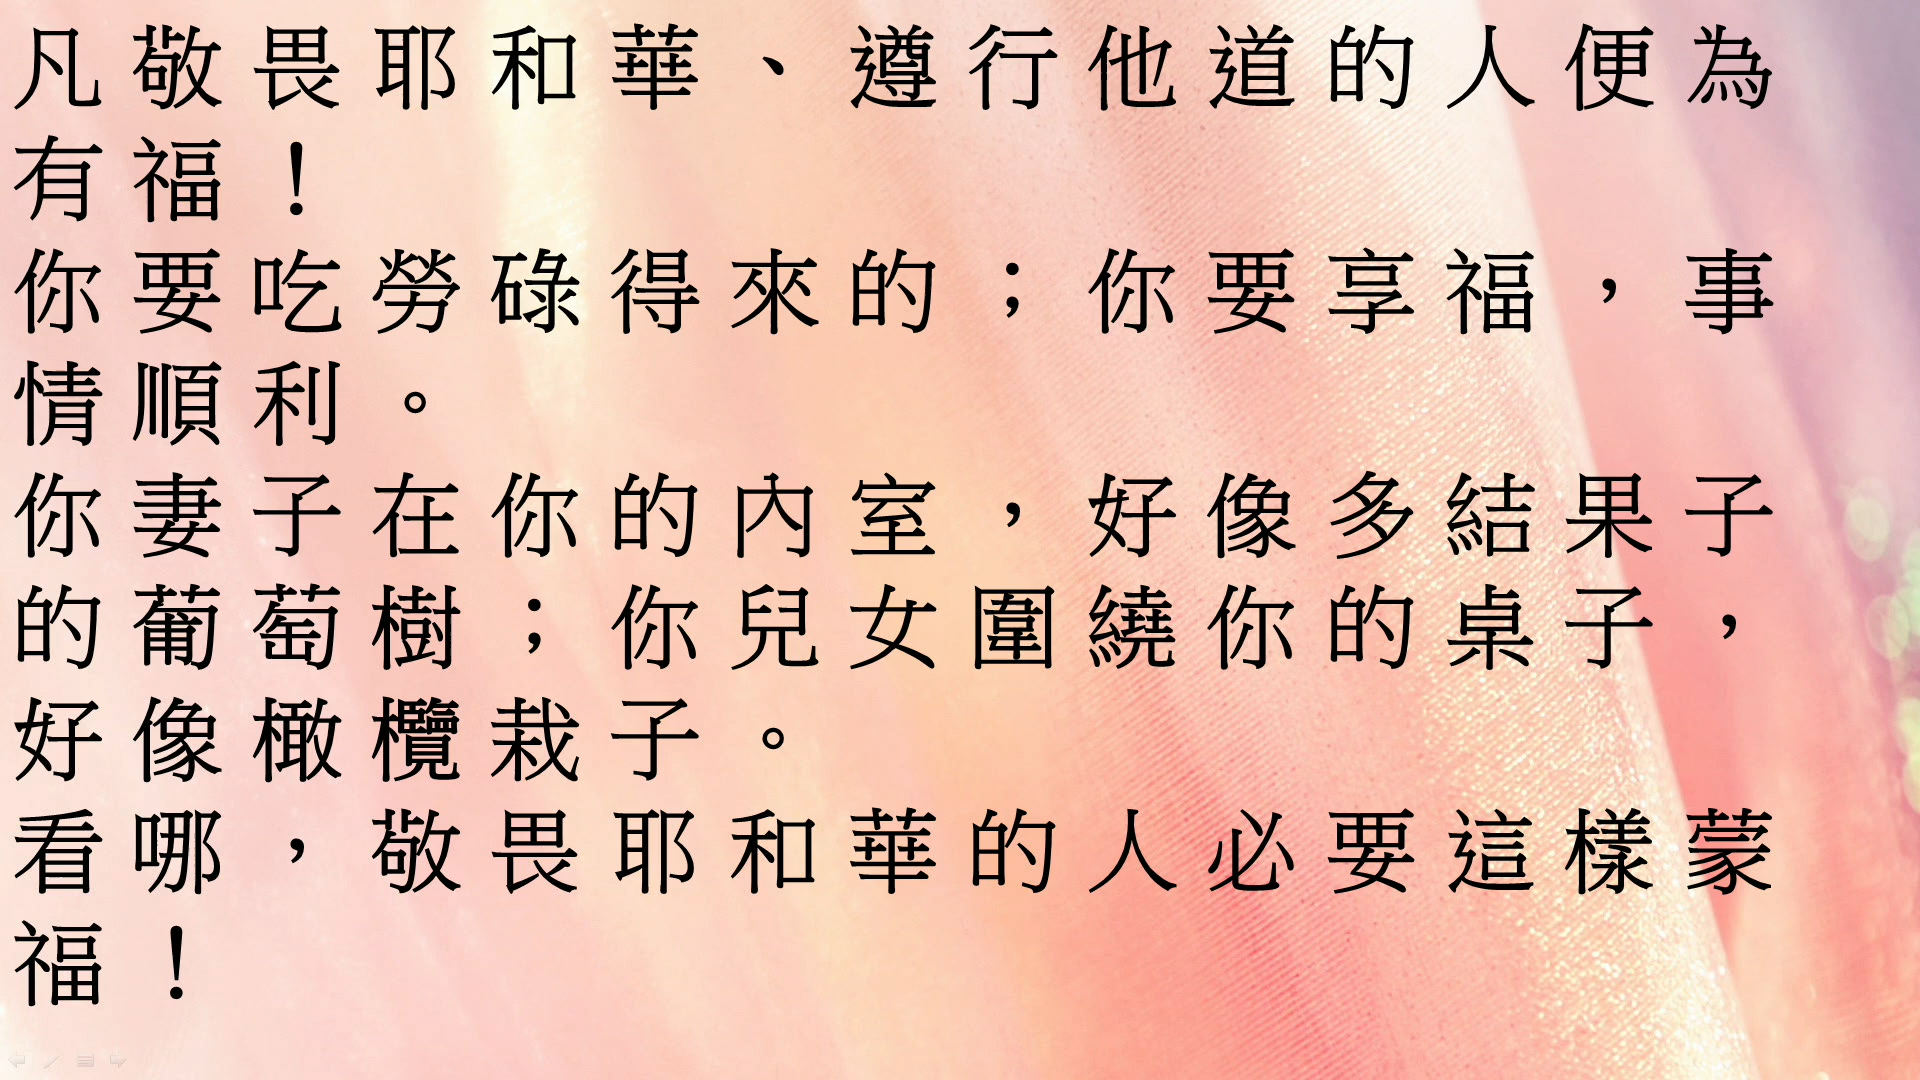 凡敬畏耶和華、遵行他道的人便為
有福！
你要吃勞碌得來的；你要享福，事
情順利。
你妻子在你的內室，好像多結果子
的葡萄樹；你兒女圍繞你的桌子，
好像橄欖栽子。
看哪，敬畏耶和華的人必要這樣蒙
福！